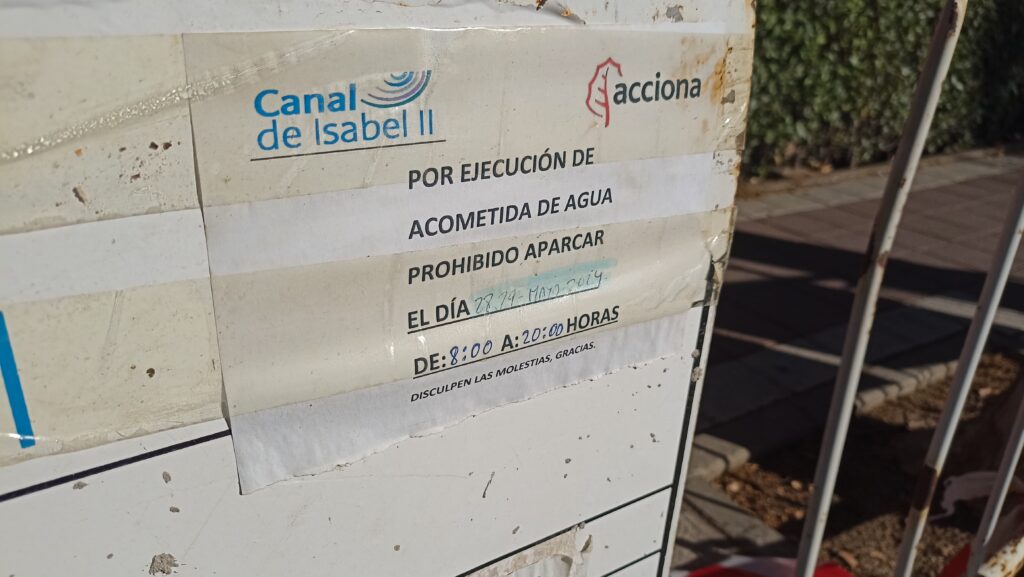 Canal
de Isabel II
acciona
POR EJECUCIÓN DE
ACOMETIDA DE AGUA
PROHIBIDO APARCAR
EL DÍA 28-29-MAYO-2024-
DE: 8:00 A: 20:00 HORAS
DISCULPEN LAS MOLESTIAS, GRACIAS.